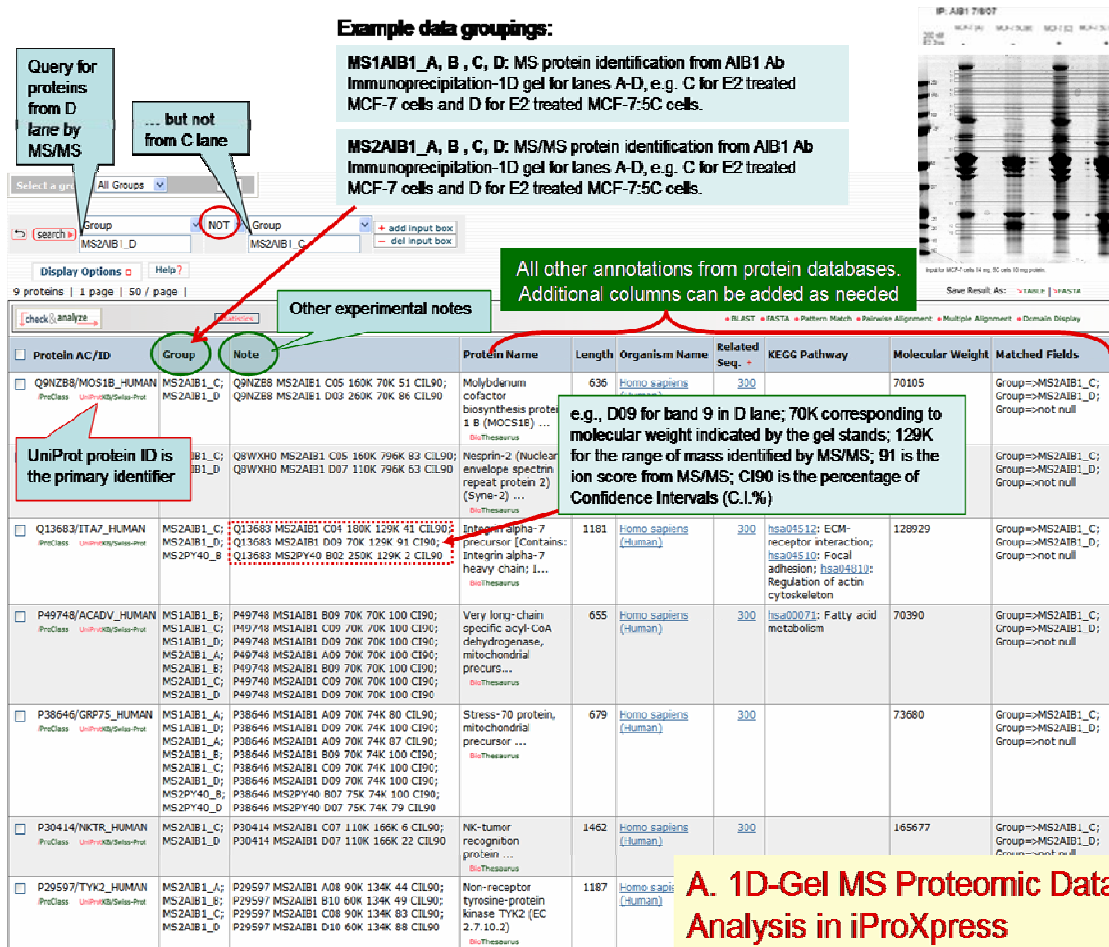 IP: AIB1 7/8/07
Example data groupings:
MS1AIB1_A, B , C, D: MS protein identification from AIB1 Ab
Immunoprecipitation-1D gel for lanes A-D, e.g. C for E2 treated
MCF-7 cells and D for E2 treated MCF-7:5C cells.
MS2AIB1_A, B , C, D: MS/MS protein identification from AIB1 Ab
Immunoprecipitation-1D gel for lanes A-D, e.g. C for E2 treated
MCF-7 cells and D for E2 treated MCF-7:5C cells.
Query for
proteins
from D
lane by
MS/MS
... but not
from C lane
All Groups
search
Group
NOT
Group
+ add input box
MS2AIB1_D
MS2AIB1_C
− del input box
Display Options
Help?
9 proteins | 1 page | 50 / page |
Save Result As: TABLE | FASTA
All other annotations from protein databases.
Additional columns can be added as needed
Other experimental notes
check&analyze
BLAST FASTA Pattern Match Pairwise Alignment Multiple Alignment Domain Display
Protein AC/ID Group Note Protein Name Length Organism Name Related Seq. KEGG Pathway Molecular Weight Matched Fields
Q9NZB8/MOS1B_HUMAN
iProClass UniProtKB/Swiss-Prot
MS2AIB1_C;
MS2AIB1_D
Q9NZB8 MS2AIB1 C05 160K 70K 51 CIL90;
Q9NZB8 MS2AIB1 D03 260K 70K 86 CIL90
Molybdenum
cofactor
biosynthesis protein
1 B (MOCS1B) ...
BioThesaurus
636
Homo sapiens
300
70105
Group=>MS2AIB1_C;
Group=>MS2AIB1_D;
Group=>not null
UniProt protein ID is
the primary identifier
e.g., D09 for band 9 in D lane; 70K corresponding to
molecular weight indicated by the gel stands; 129K
for the range of mass identified by MS/MS; 91 is the
ion score from MS/MS; CI90 is the percentage of
Confidence Intervals (C.I.%)
Q8WXH0 MS2AIB1 C05 160K 796K 83 CIL90;
Q8WXH0 MS2AIB1 D07 110K 796K 53 CIL90
Nesprin-2 (Nuclear
envelope spectrin
repeat protein 2)
(Syne-2) ...
BioThesaurus
Group=>MS2AIB1_C;
Group=>MS2AIB1_D;
Group=>not null
Q13683/ITA7_HUMAN
iProClass UniProtKB/Swiss-Prot
MS2AIB1_C;
MS2AIB1_D;
MS2PY40_B
Q13683 MS2AIB1 C04 180K 129K 41 CIL90;
Q13683 MS2AIB1 D09 70K 129K 91 CI90;
Q13683 MS2PY40 B02 250K 129K 2 CIL90
Integrin alpha-7
precursor [Contains:
Integrin alpha-7
heavy chain; I...
BioThesaurus
1181
Homo sapiens
(Human)
300
hsa04512: ECM-
receptor interaction;
hsa04510: Focal
adhesion; hsa04810:
Regulation of actin
cytoskeleton
128929
Group=>MS2AIB1_C;
Group=>MS2AIB1_D;
Group=>not null
P49748/ACADV_HUMAN
iProClass UniProtKB/Swiss-Prot
MS1AIB1_B;
MS1AIB1_C;
MS1AIB1_D;
MS2AIB1_A;
MS2AIB1_B;
MS2AIB1_C;
MS2AIB1_D
P49748 MS1AIB1 B09 70K 70K 100 CI90;
P49748 MS1AIB1 C09 70K 70K 100 CI90;
P49748 MS1AIB1 D09 70K 70K 100 CI90;
P49748 MS2AIB1 A09 70K 70K 100 CI90;
P49748 MS2AIB1 B09 70K 70K 100 CI90;
P49748 MS2AIB1 C09 70K 70K 100 CI90;
P49748 MS2AIB1 D09 70K 70K 100 CI90
Very long-chain
specific acyl-CoA
dehydrogenase,
mitochondrial
precurs...
BioThesaurus
655
Homo sapiens
(Human)
300
hsa00071: Fatty acid
metabolism
70390
Group=>MS2AIB1_C;
Group=>MS2AIB1_D;
Group=>not null
P38646/GRP75_HUMAN
iProClass UniProtKB/Swiss-Prot
MS1AIB1_A;
MS1AIB1_D;
MS2AIB1_A;
MS2AIB1_B;
MS2AIB1_C;
MS2AIB1_D;
MS2PY40_B;
MS2PY40_D
P38646 MS1AIB1 A09 70K 74K 80 CIL90;
P38646 MS1AIB1 D09 70K 74K 100 CI90;
P38646 MS2AIB1 A09 70K 74K 87 CIL90;
P38646 MS2AIB1 B09 70K 74K 100 CI90;
P38646 MS2AIB1 C09 70K 74K 100 CI90;
P38646 MS2AIB1 D09 70K 74K 100 CI90;
P38646 MS2PY40 B07 75K 74K 100 CI90;
P38646 MS2PY40 D07 75K 74K 79 CIL90
Stress-70 protein,
mitochondrial
precursor ...
BioThesaurus
679
Homo sapiens
(Human)
300
73680
Group=>MS2AIB1_C;
Group=>MS2AIB1_D;
Group=>not null
P30414/NKTR_HUMAN
iProClass UniProtKB/Swiss-Prot
MS2AIB1_C;
MS2AIB1_D
P30414 MS2AIB1 C07 110K 166K 6 CIL90;
P30414 MS2AIB1 D07 110K 166K 22 CIL90
NK-tumor
recognition
protein ...
BioThesaurus
1462
Homo sapiens
(Human)
300
165677
Group=>MS2AIB1_C;
Group=>MS2AIB1_D;
P29597/TYK2_HUMAN
iProClass UniProtKB/Swiss-Prot
MS2AIB1_A;
MS2AIB1_B;
MS2AIB1_C;
MS2AIB1_D
P29597 MS2AIB1 A08 90K 134K 44 CIL90;
P29597 MS2AIB1 B10 60K 134K 49 CIL90;
P29597 MS2AIB1 C08 90K 134K 83 CIL90;
P29597 MS2AIB1 D10 60K 134K 88 CIL90
Non-receptor
tyrosine-protein
kinase TYK2 (EC
2.7.10.2)
BioThesaurus
1187
(Human)
A. 1D-Gel MS Proteomic Data
Analysis in iProXpress